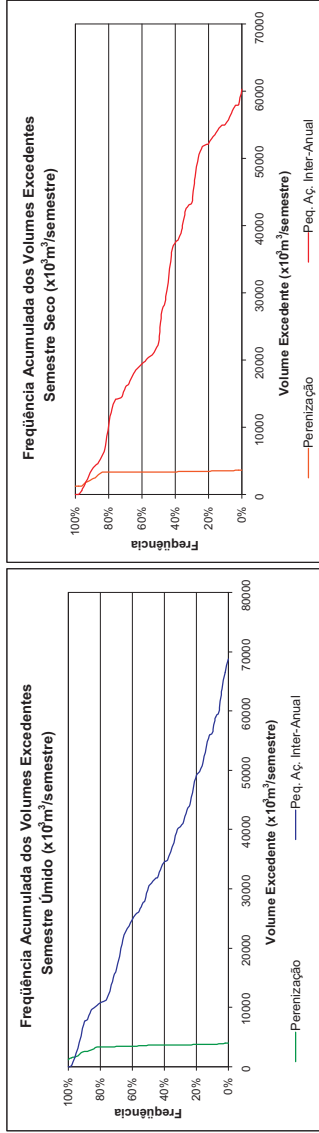 Freqüência Acumulada dos Volumes Excedentes
Semestre Úmido (x10³m³/semestre)
Freqüência
100%
80%
60%
40%
20%
0%
0
10000
20000
30000
40000
50000
60000
70000
80000
Volume Excedente (x10³m³/semestre)
Perenização
Peq. Aç. Inter-Anual
Freqüência Acumulada dos Volumes Excedentes
Semestre Seco (x10³m³/semestre)
Freqüência
100%
80%
60%
40%
20%
0%
0
10000
20000
30000
40000
50000
60000
70000
Volume Excedente (x10³m³/semestre)
Perenização
Peq. Aç. Inter-Anual